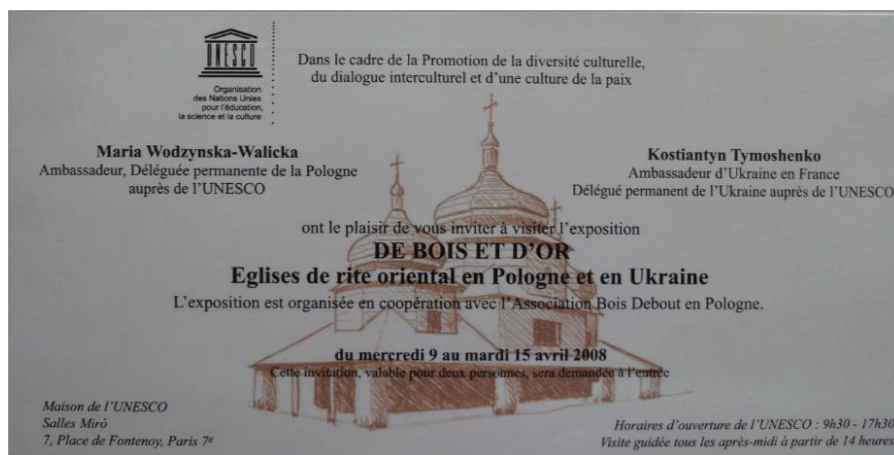 UNESCO
Organisation
des Nations Unies
pour l'éducation,
la science et la culture
Dans le cadre de la Promotion de la diversité culturelle,
du dialogue interculturel et d'une culture de la paix
Maria Wodzynska-Walicka
Ambassadeur, Déléguée permanente de la Pologne
auprès de l'UNESCO
Kostiantyn Tymoshenko
Ambassadeur d'Ukraine en France
Délégué permanent de l'Ukraine auprès de l'UNESCO
ont le plaisir de vous inviter à visiter l'exposition
DE BOIS ET D'OR
Eglises de rite oriental en Pologne et en Ukraine
L'exposition est organisée en coopération avec l'Association Bois Debout en Pologne.
du mercredi 9 au mardi 15 avril 2008
Cette invitation, valable pour deux personnes, sera demandée à l'entrée
Maison de l'UNESCO
Salles Mirò
7, Place de Fontenoy, Paris 7e
Horaires d'ouverture de l'UNESCO : 9h30 - 17h30
Visite guidée tous les après-midi à partir de 14 heures